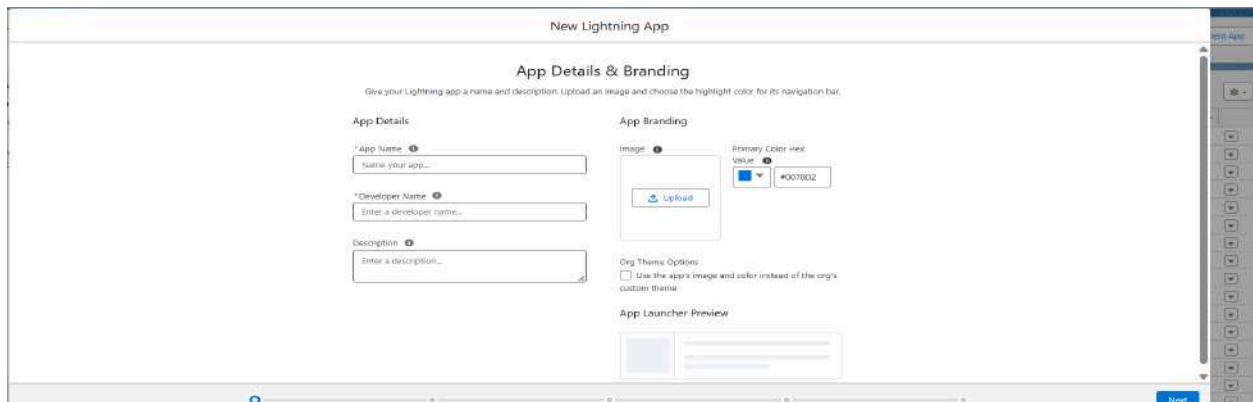 New Lightning App
ient App
App Details & Branding
Give your Lightning app a name and description. Upload an image and choose the highlight color for its navigation bar.
App Details
App Branding
*App Name
Name your app...
Image
Primary Color Hex
Value
#0070D2
Upload
*Developer Name
Enter a developer name...
Description
Enter a description...
Org Theme Options
Use the app's image and color instead of the org's
custom theme
App Launcher Preview
Next